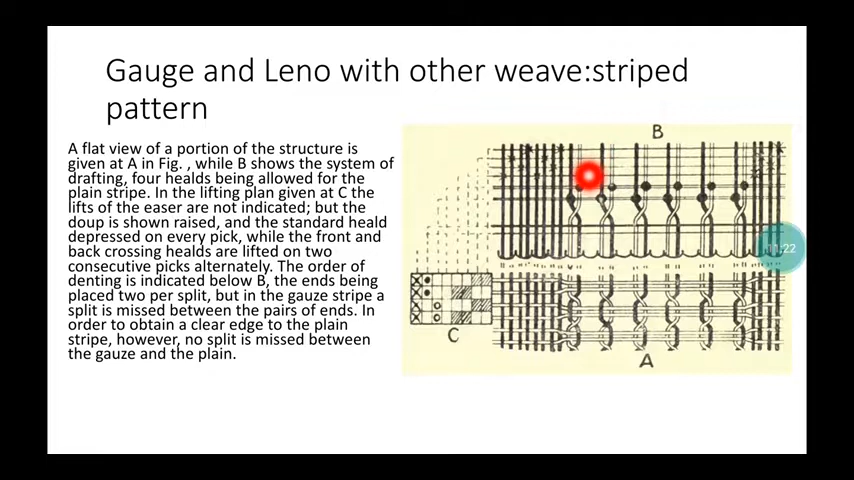 Gauge and Leno with other weave:striped
pattern
A flat view of a portion of the structure is
given at A in Fig. , while B shows the system of
drafting, four healds being allowed for the
plain stripe. In the lifting plan given at C the
lifts of the easer are not indicated; but the
doup is shown raised, and the standard heald
depressed on every pick, while the front and
back crossing healds are lifted on two
consecutive picks alternately. The order of
denting is indicated below B, the ends being
placed two per split, but in the gauze stripe a
split is missed between the pairs of ends. In
order to obtain a clear edge to the plain
stripe, however, no split is missed between
the gauze and the plain.
B
C
A